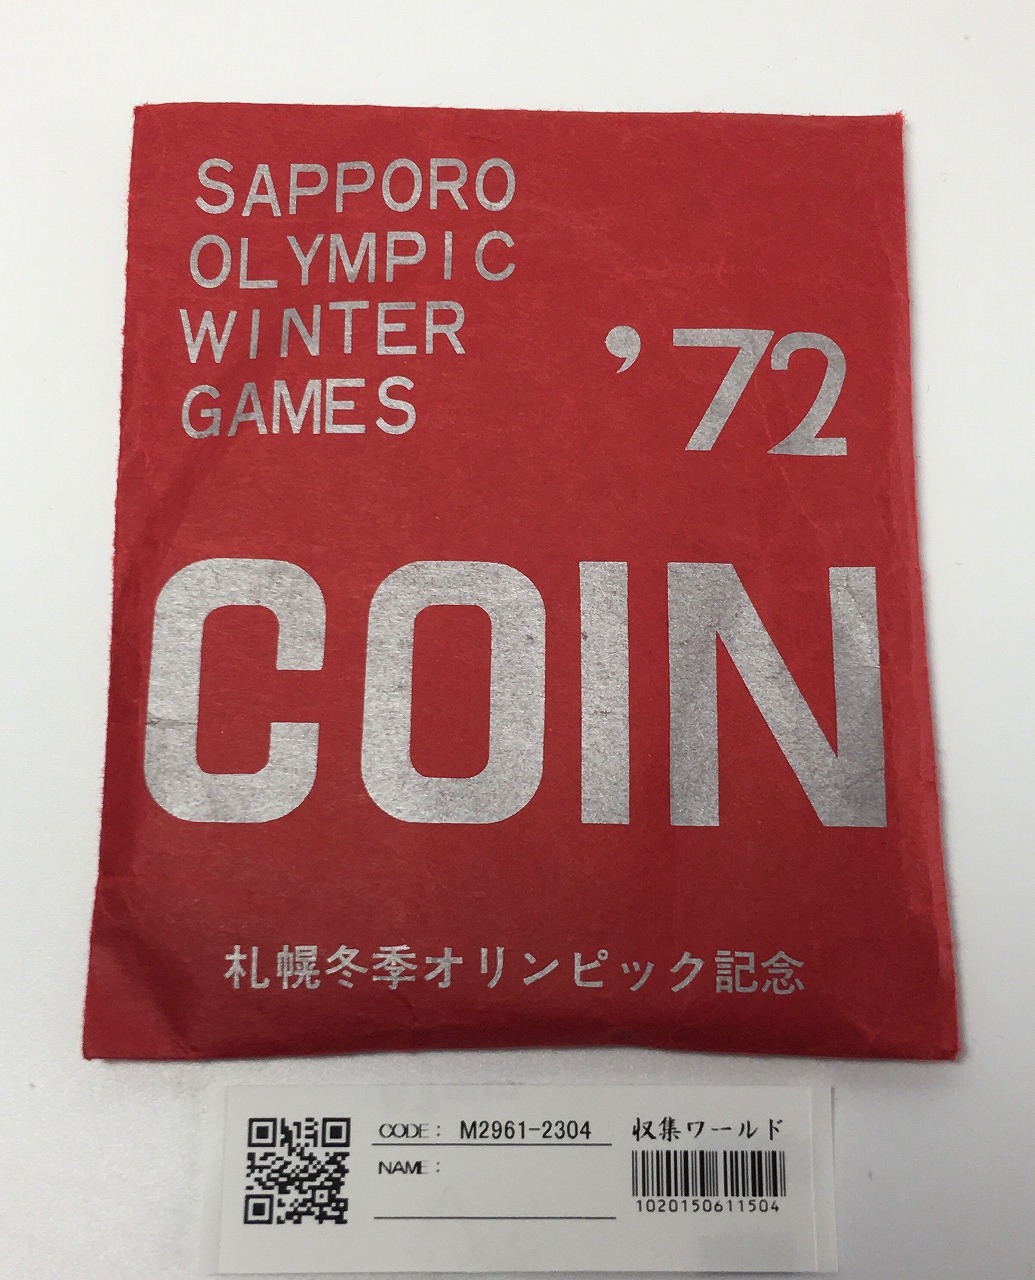 SAPPORO
OLYMPIC
WINTER
GAMES
'72
COIN
札幌冬季オリンピック記念
CODE: M2961-2304
NAME:
収集ワールド
1020150611504